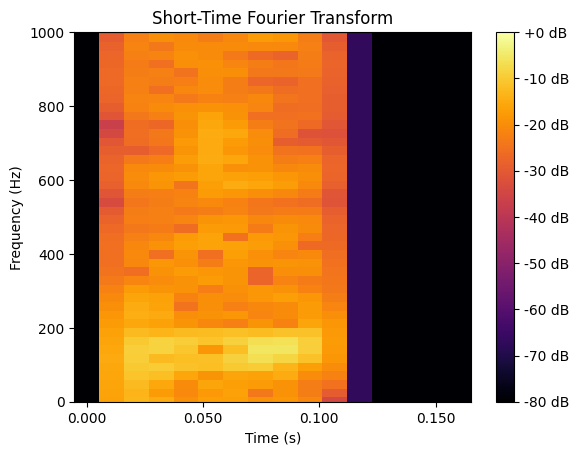 Short-Time Fourier Transform
1000
800
600
400
200
0
Frequency (Hz)
0.000
0.050
0.100
0.150
Time (s)
+0 dB
-10 dB
-20 dB
-30 dB
-40 dB
-50 dB
-60 dB
-70 dB
-80 dB